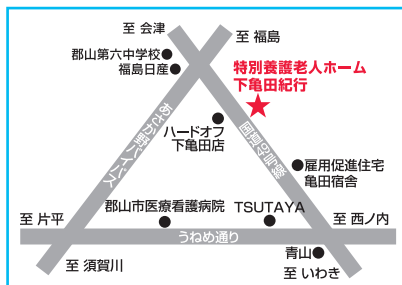 至 会津
至 福島
郡山第六中学校
福島日産
特別養護老人ホーム
下亀田紀行
ハードオフ
下亀田店
あさか野バイパス
国道49号線
雇用促進住宅
亀田宿舎
郡山市医療看護病院
TSUTAYA
至 片平
至 西ノ内
うねめ通り
青山
至 須賀川
至 いわき